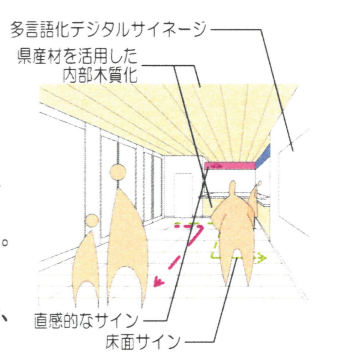 多言語化デジタルサイネージ
県産材を活用した
内部木質化
。
、
直感的なサイン
床面サイン